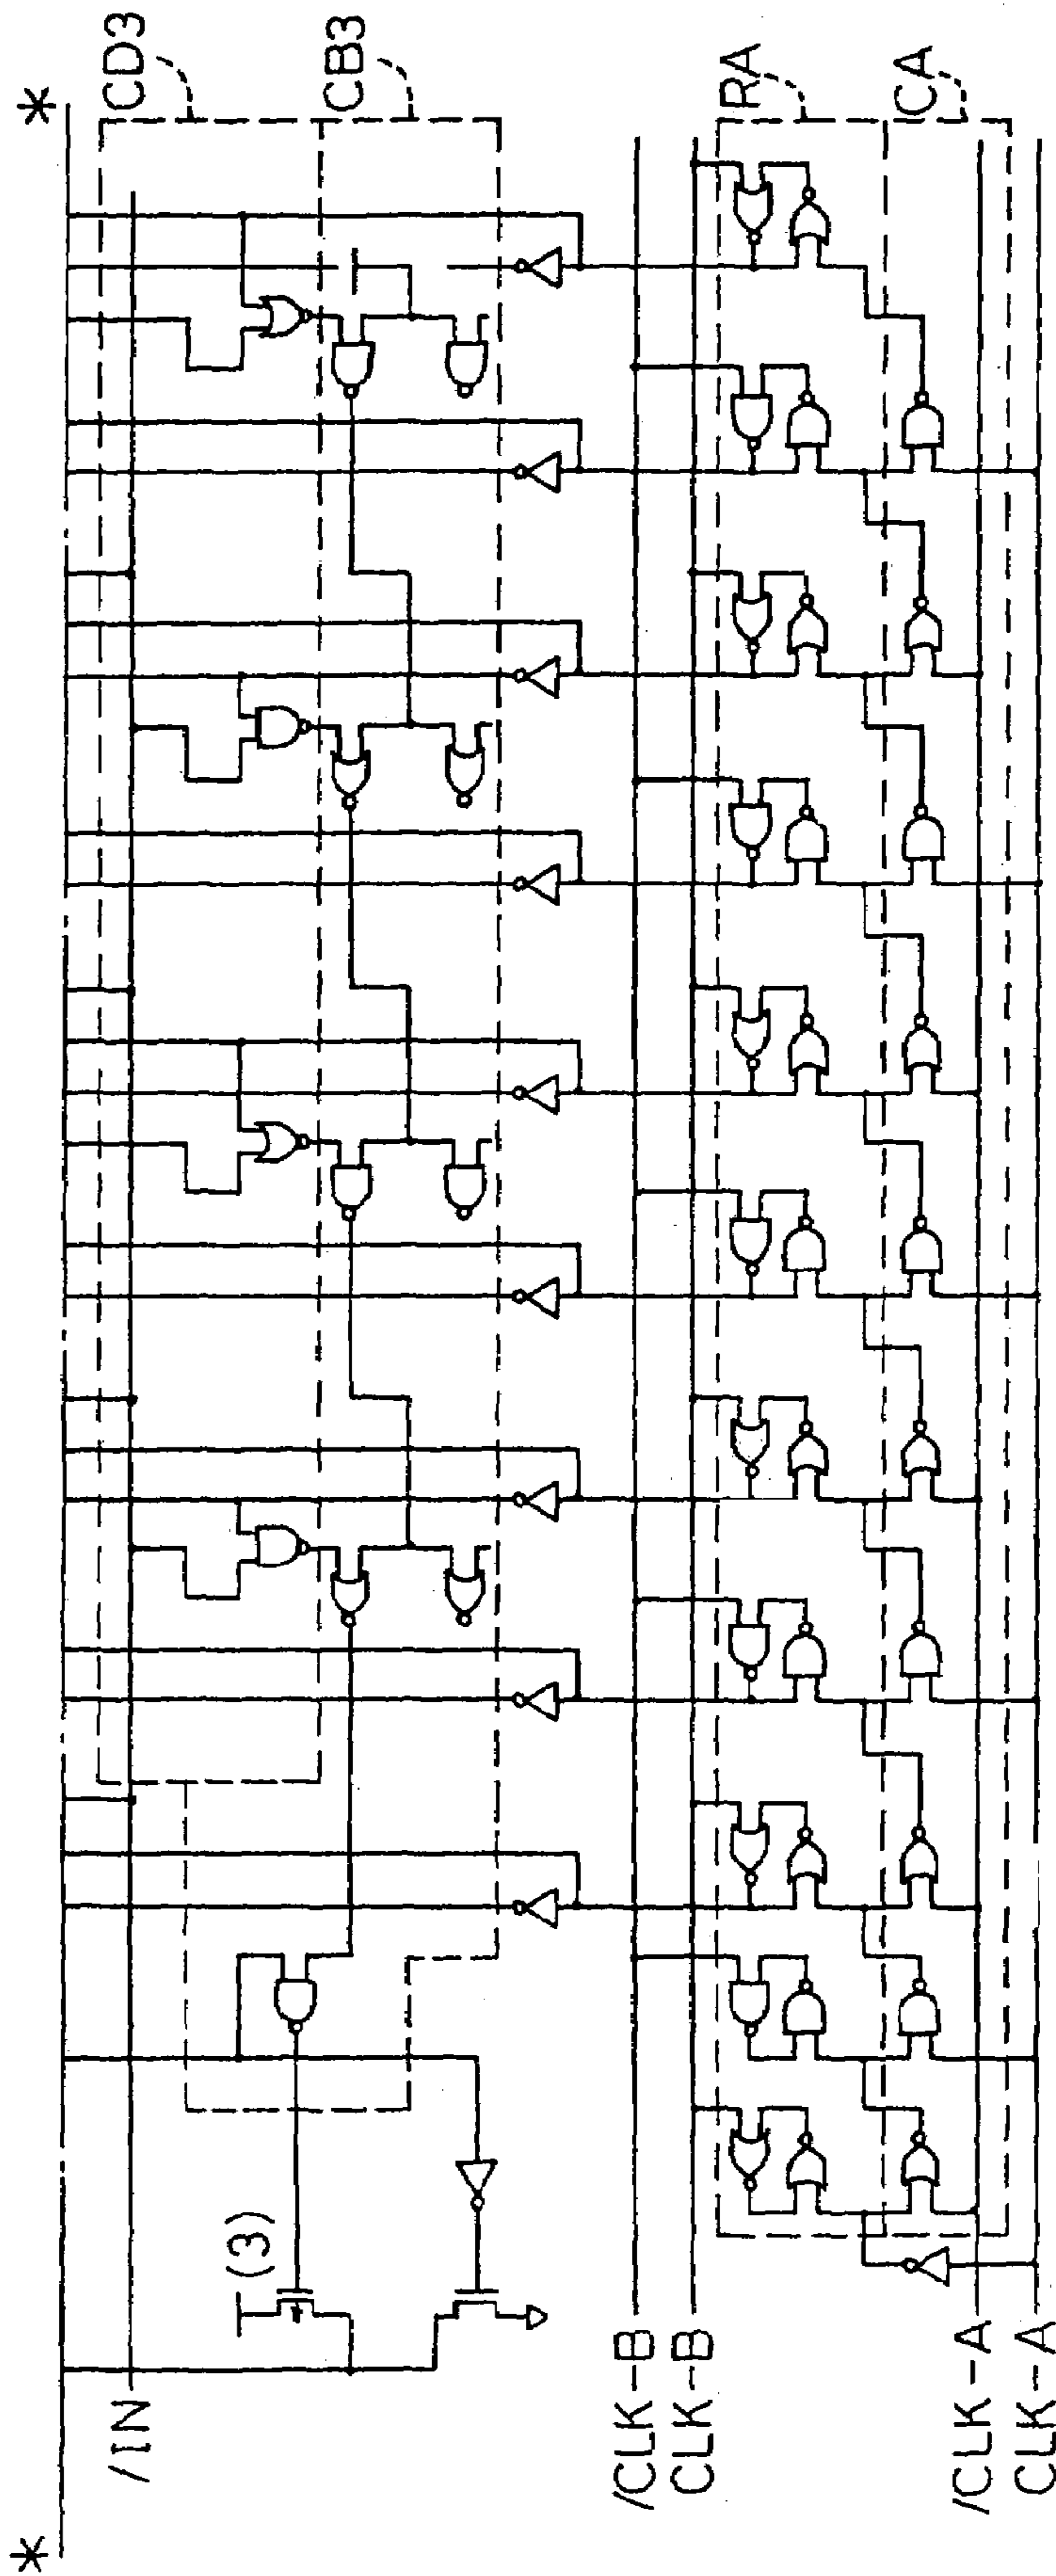 *
CD3
CB3
RA
CA
(3)
/IN
/CLK-B
CLK-B
/CLK-A
CLK-A
*